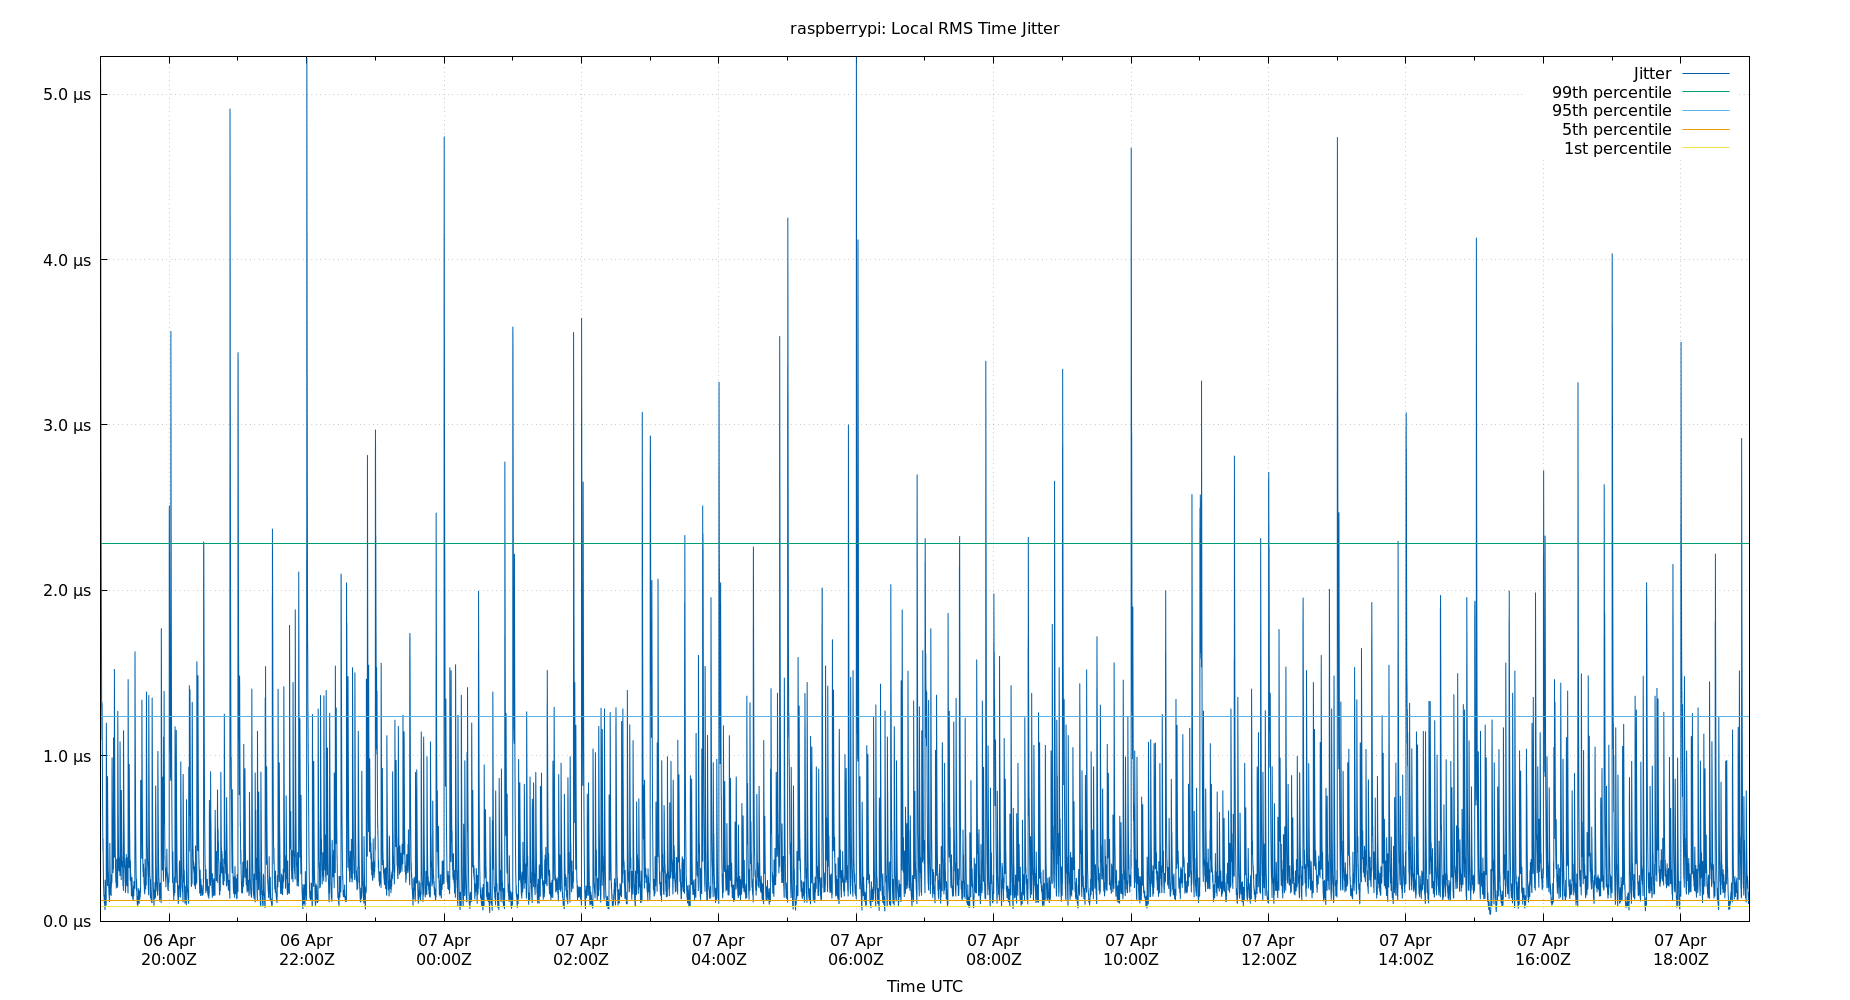 raspberrypi: Local RMS Time Jitter
Jitter
99th percentile
95th percentile
5th percentile
1st percentile
5.0 µs
4.0 µs
3.0 µs
2.0 µs
1.0 µs
0.0 µs
06 Apr 06 Apr 07 Apr 07 Apr 07 Apr 07 Apr 07 Apr 07 Apr 07 Apr 07 Apr 07 Apr 07 Apr
20:00Z 22:00Z 00:00Z 02:00Z 04:00Z 06:00Z 08:00Z 10:00Z 12:00Z 14:00Z 16:00Z 18:00Z
Time UTC